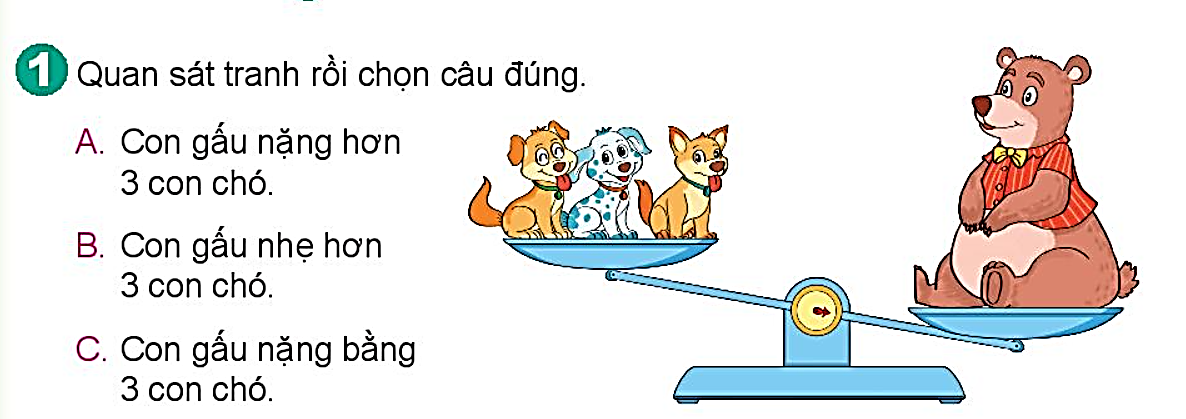 1 Quan sát tranh rồi chọn câu đúng.
A. Con gấu nặng hơn
3 con chó.
B. Con gấu nhẹ hơn
3 con chó.
C. Con gấu nặng bằng
3 con chó.